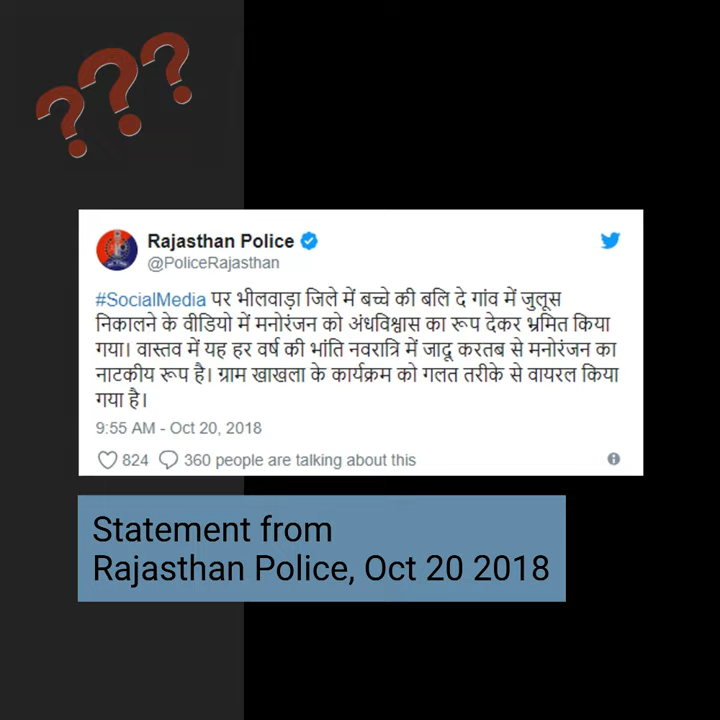 ???
Rajasthan Police
@PoliceRajasthan
#SocialMedia पर भीलवाड़ा जिले में बच्चे की बलि दे गांव में जुलूस
निकालने के वीडियो में मनोरंजन को अंधविश्वास का रूप देकर भ्रमित किया
गया। वास्तव में यह हर वर्ष की भांति नवरात्रि में जादू करतब से मनोरंजन का
नाटकीय रूप है। ग्राम खाखला के कार्यक्रम को गलत तरीके से वायरल किया
गया है।
9:55 AM - Oct 20, 2018
824 360 people are talking about this
Statement from
Rajasthan Police, Oct 20 2018